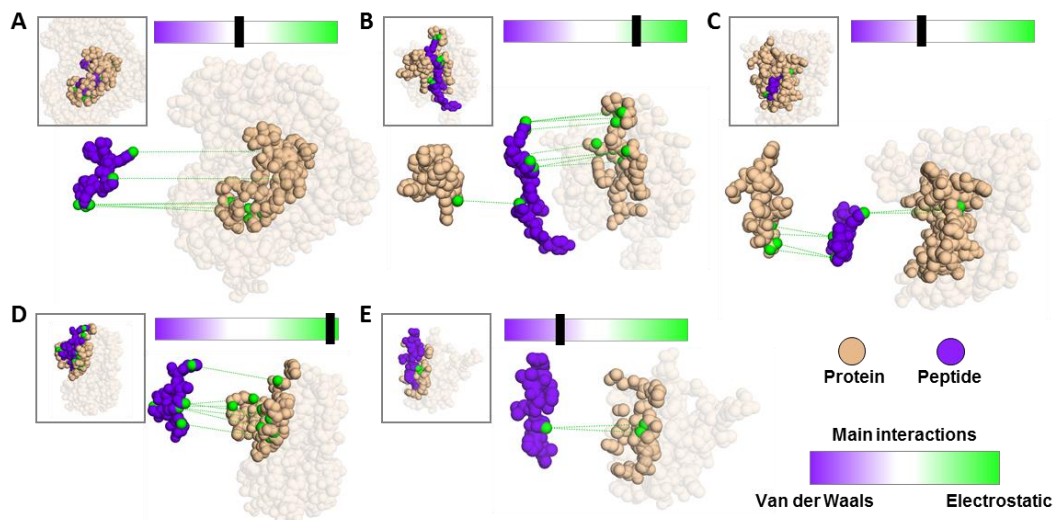 A
B
C
D
E
Protein
Peptide
Main interactions
Van der Waals
Electrostatic